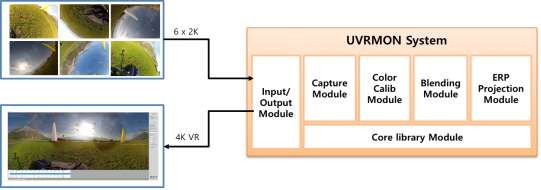 6 x 2K
4K VR
UVRMON System
Input/
Output
Module
Capture
Module
Color
Calib
Module
Blending
Module
ERP
Projection
Module
Core library Module